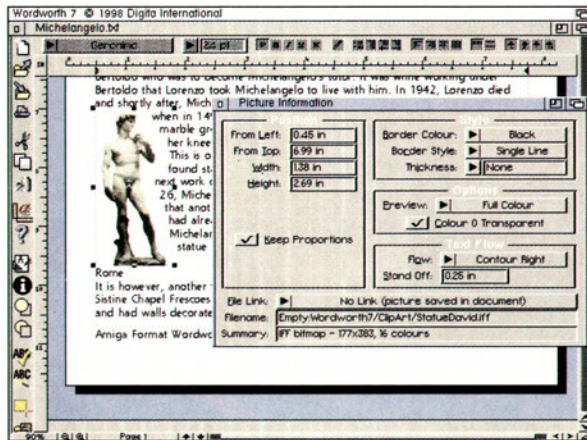 Wordworth 7 © 1998 Digita International
Michelangelo.txt
Geronimo
24 pt
Bertoldo who was to become Michelangelo's tutor. It was while working under
Bertoldo that Lorenzo took Michelangelo to live with him. In 1942, Lorenzo died
and shortly after, Mich
when in 149
marble gr
her knee
This is o
found st
next work o
26, Miche
that anot
had alre
Michelar
statue
Rome
It is however, another
Sistine Chapel Frescoes
and had walls decorate
Amiga Format Wordwo
Picture Information
Position
From Left: 0.45 in
From Top: 6.99 in
Width: 1.38 in
Height: 2.69 in
Keep Proportions
Style
Border Colour: Black
Border Style: Single Line
Thickness: None
Options
Preview: Full Colour
Colour 0 Transparent
Text Flow
Flow: Contour Right
Stand Off: 0.25 in
File Link: No Link (picture saved in document)
Filename: Empty:Wordworth7/ClipArt/StatueDavid.iff
Summary: IFF bitmap - 177x383, 16 colours
ABC
ABC
90%
Page 1